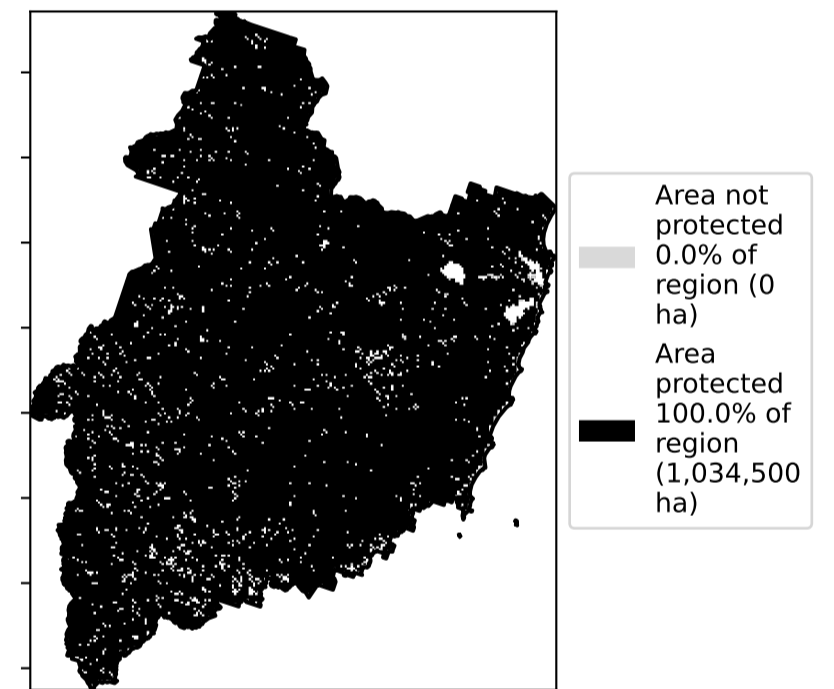 Area not
protected
0.0% of
region (0
ha)
Area
protected
100.0% of
region
(1,034,500
ha)